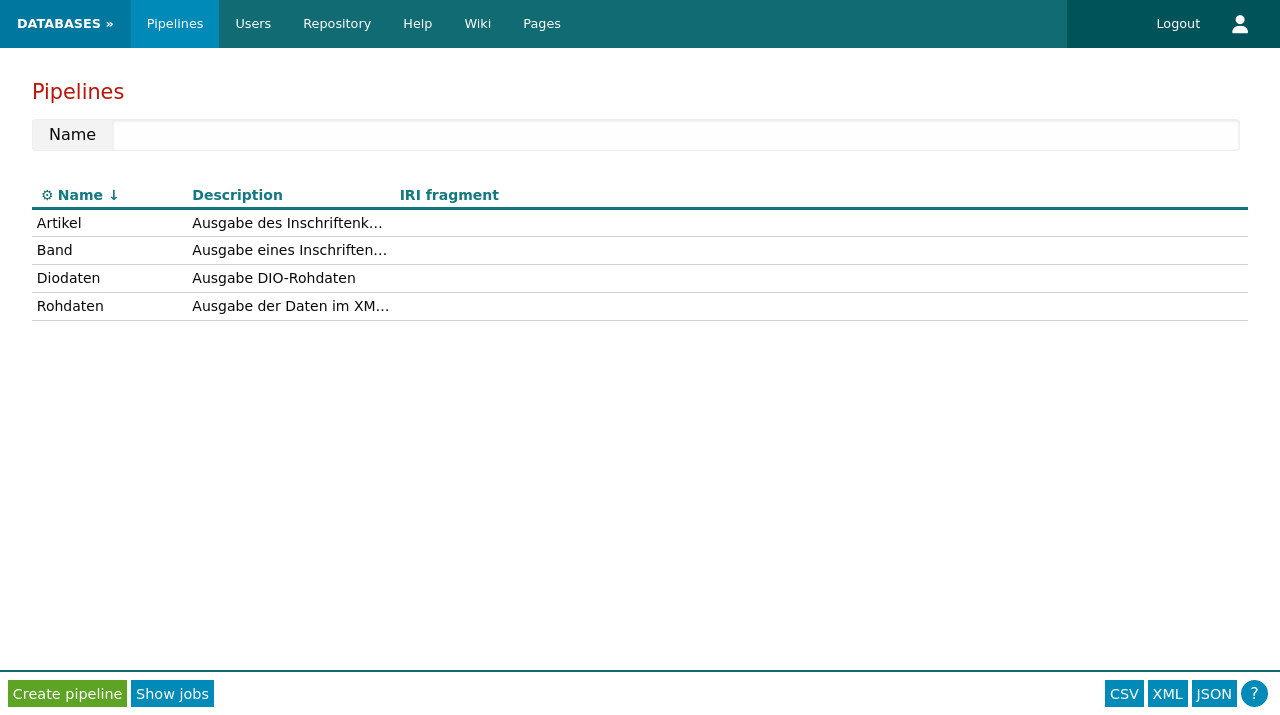 DATABASES » Pipelines Users Repository Help Wiki Pages Logout
Pipelines
Name
⚙ Name ↓ Description IRI fragment
Artikel Ausgabe des Inschriftenk…
Band Ausgabe eines Inschriften…
Diodaten Ausgabe DIO-Rohdaten
Rohdaten Ausgabe der Daten im XM…
Create pipeline Show jobs CSV XML JSON ?